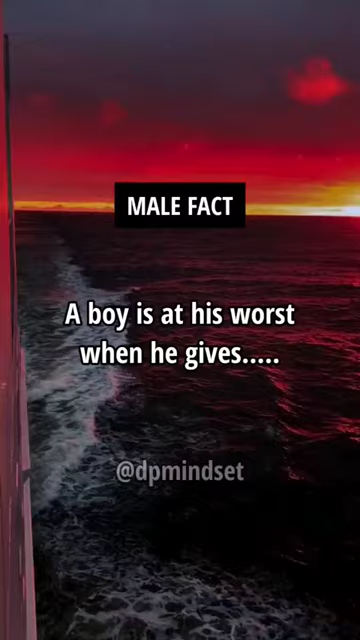 MALE FACT
A boy is at his worst
when he gives.....
@dpmindset